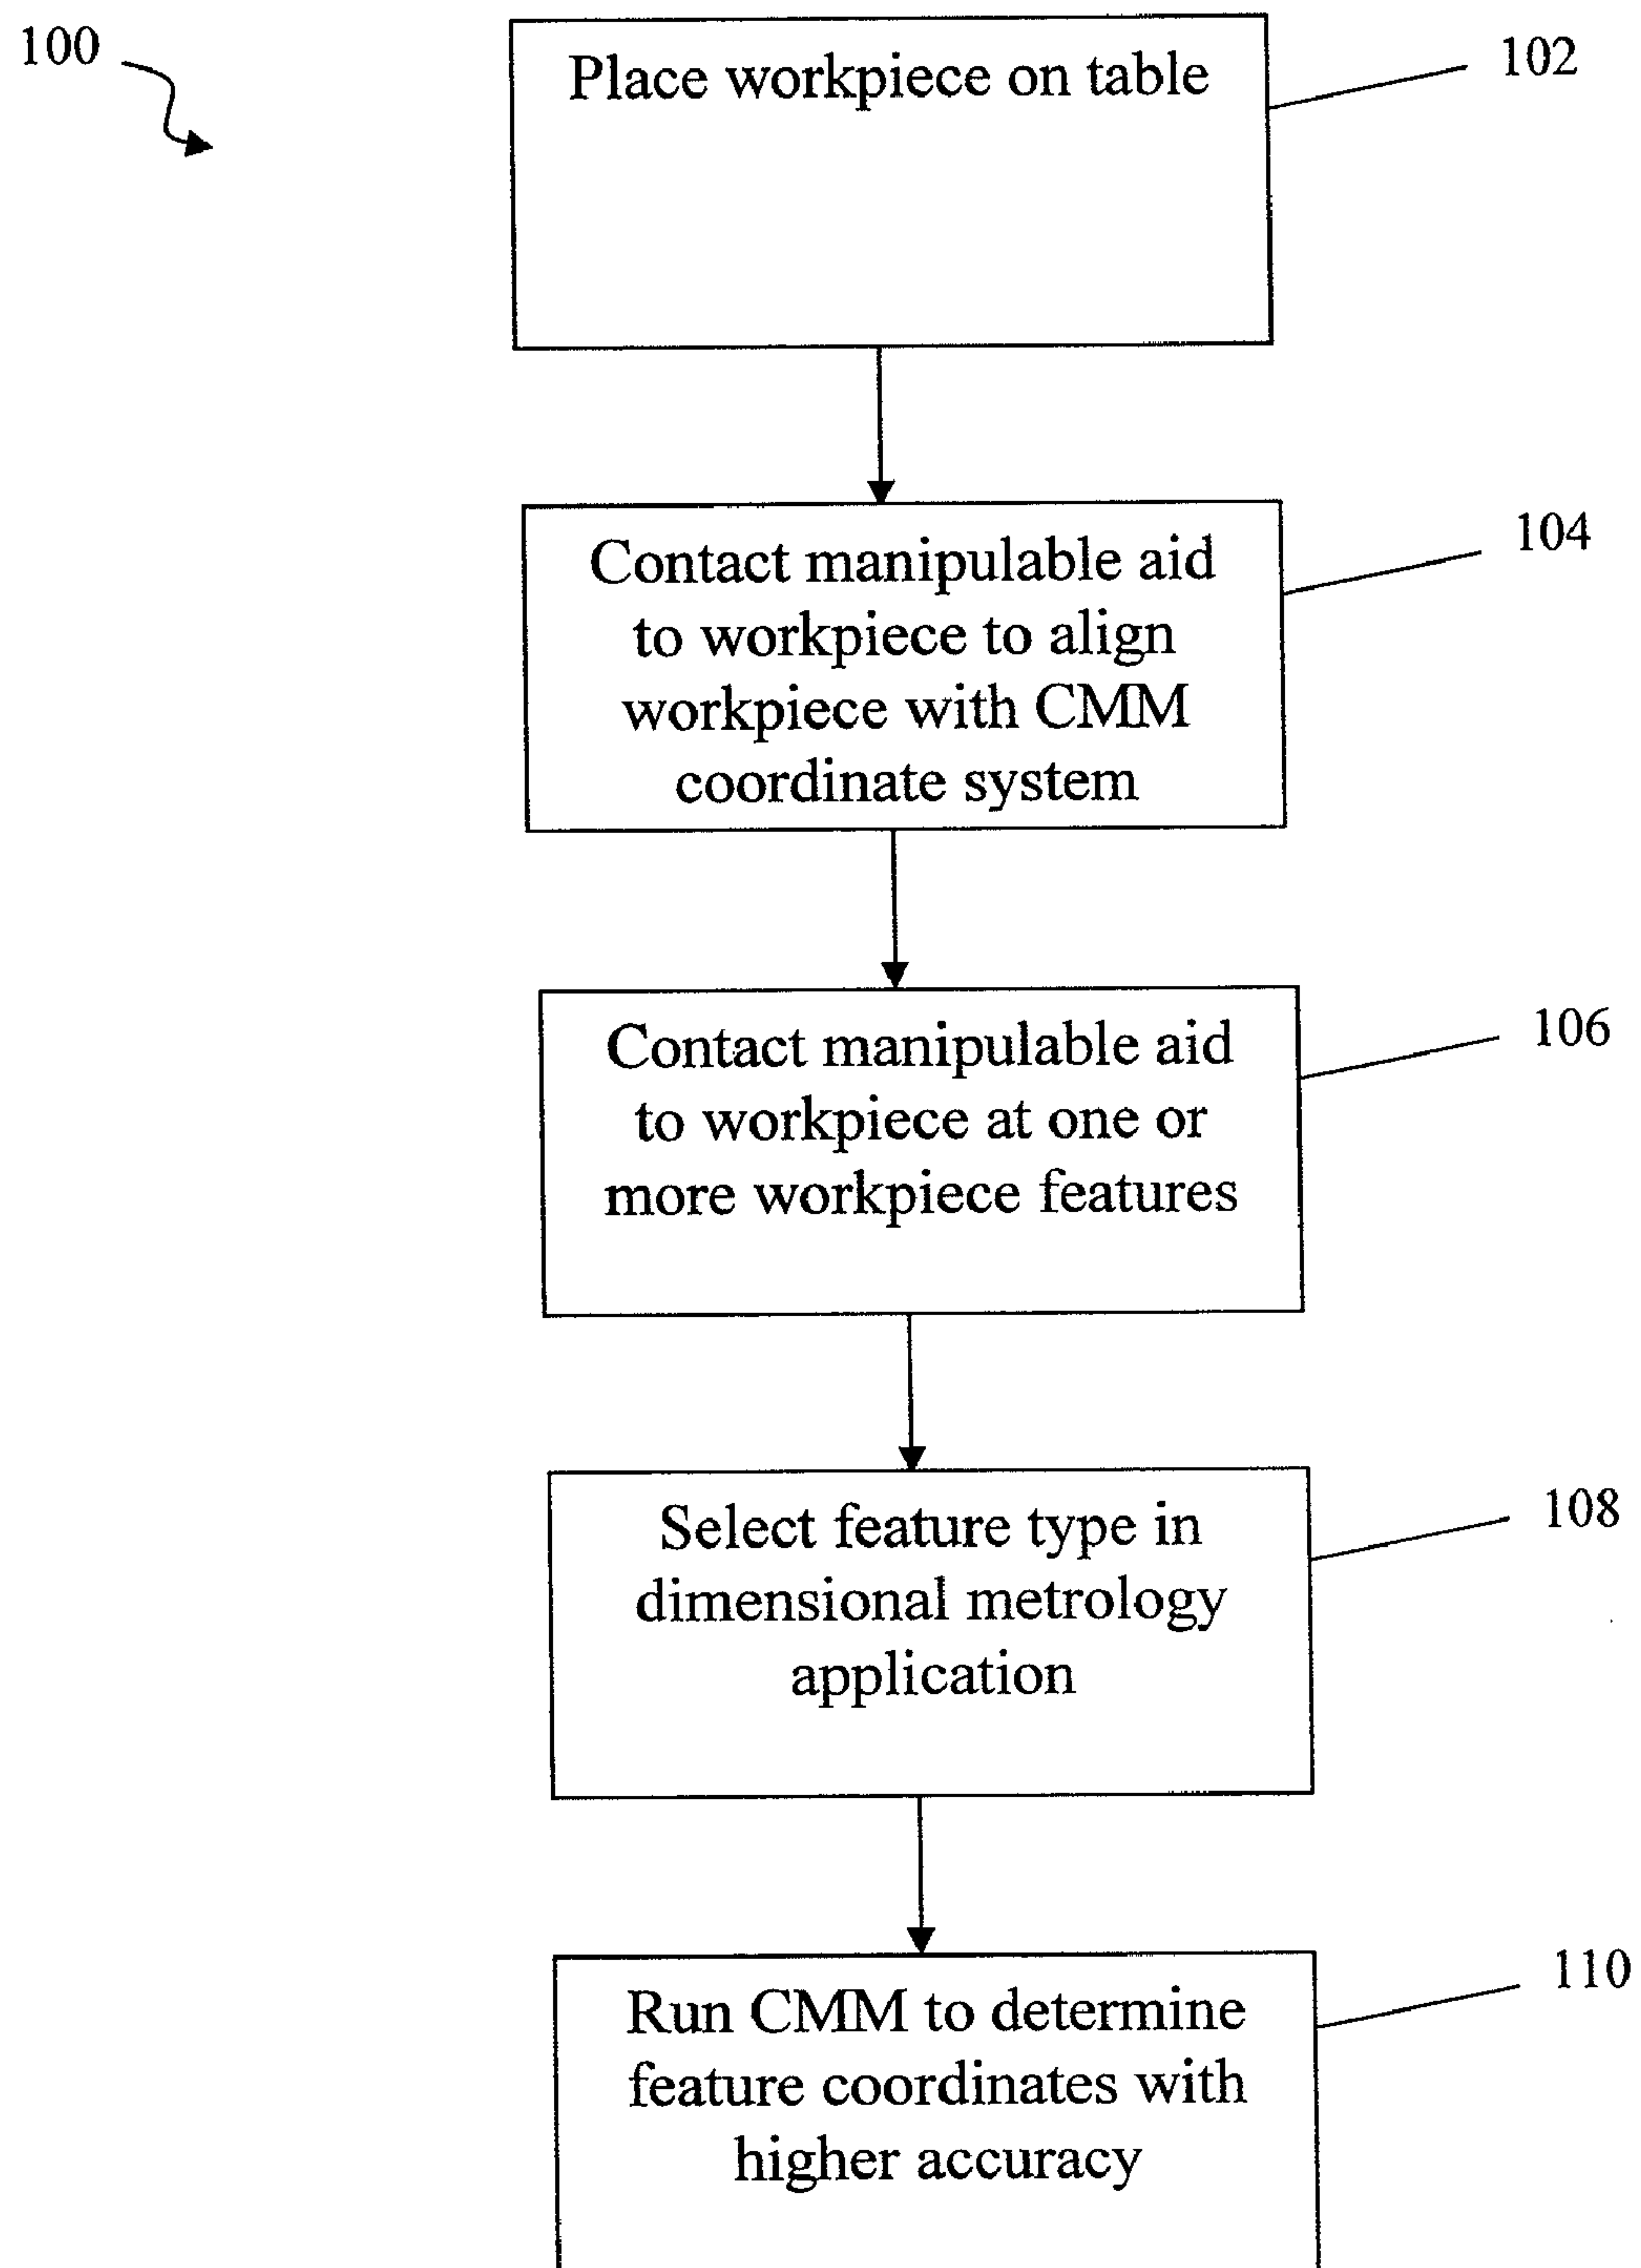 100
Place workpiece on table
102
Contact manipulable aid
to workpiece to align
workpiece with CMM
coordinate system
104
Contact manipulable aid
to workpiece at one or
more workpiece features
106
Select feature type in
dimensional metrology
application
108
Run CMM to determine
feature coordinates with
higher accuracy
110